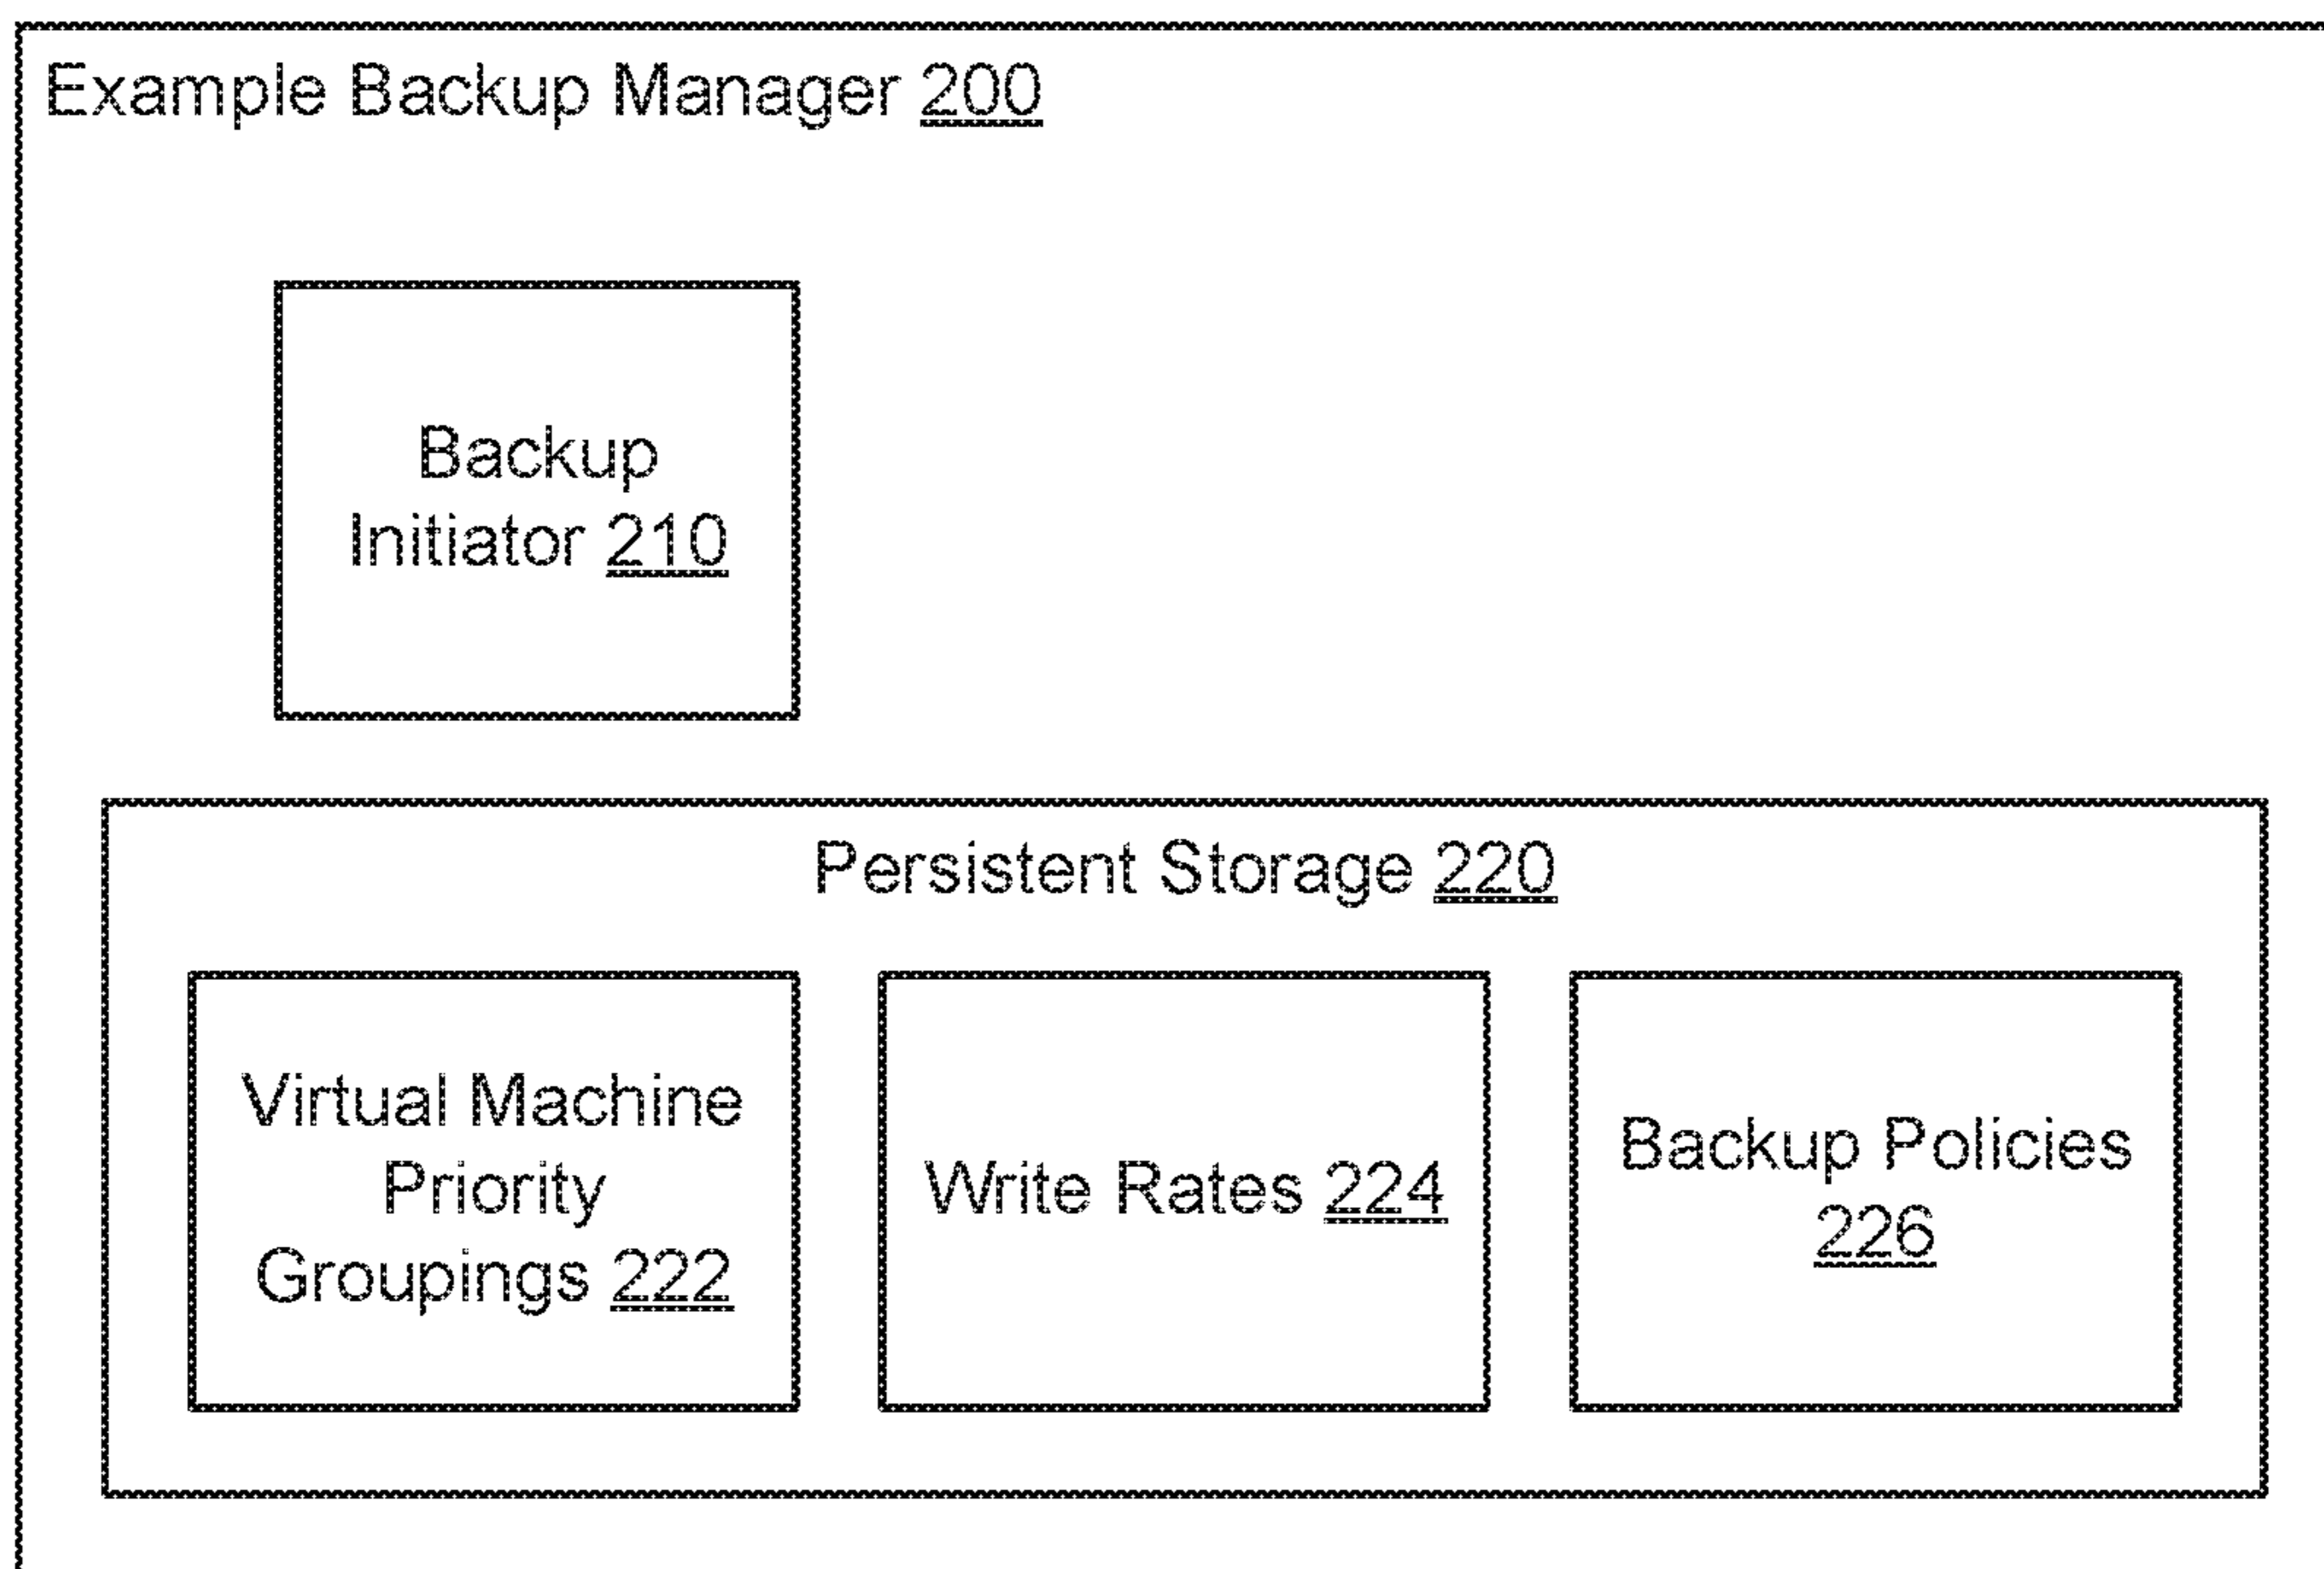 Example Backup Manager 200
Backup
Initiator 210
Persistent Storage 220
Virtual Machine
Priority
Groupings 222
Write Rates 224
Backup Policies
226